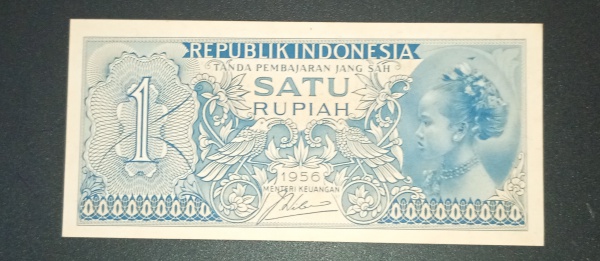 REPUBLIK INDONESIA
TANDA PEMBAJARAN JANG SAH
1
SATU
RUPIAH
1956
MENTERI KEUANGAN